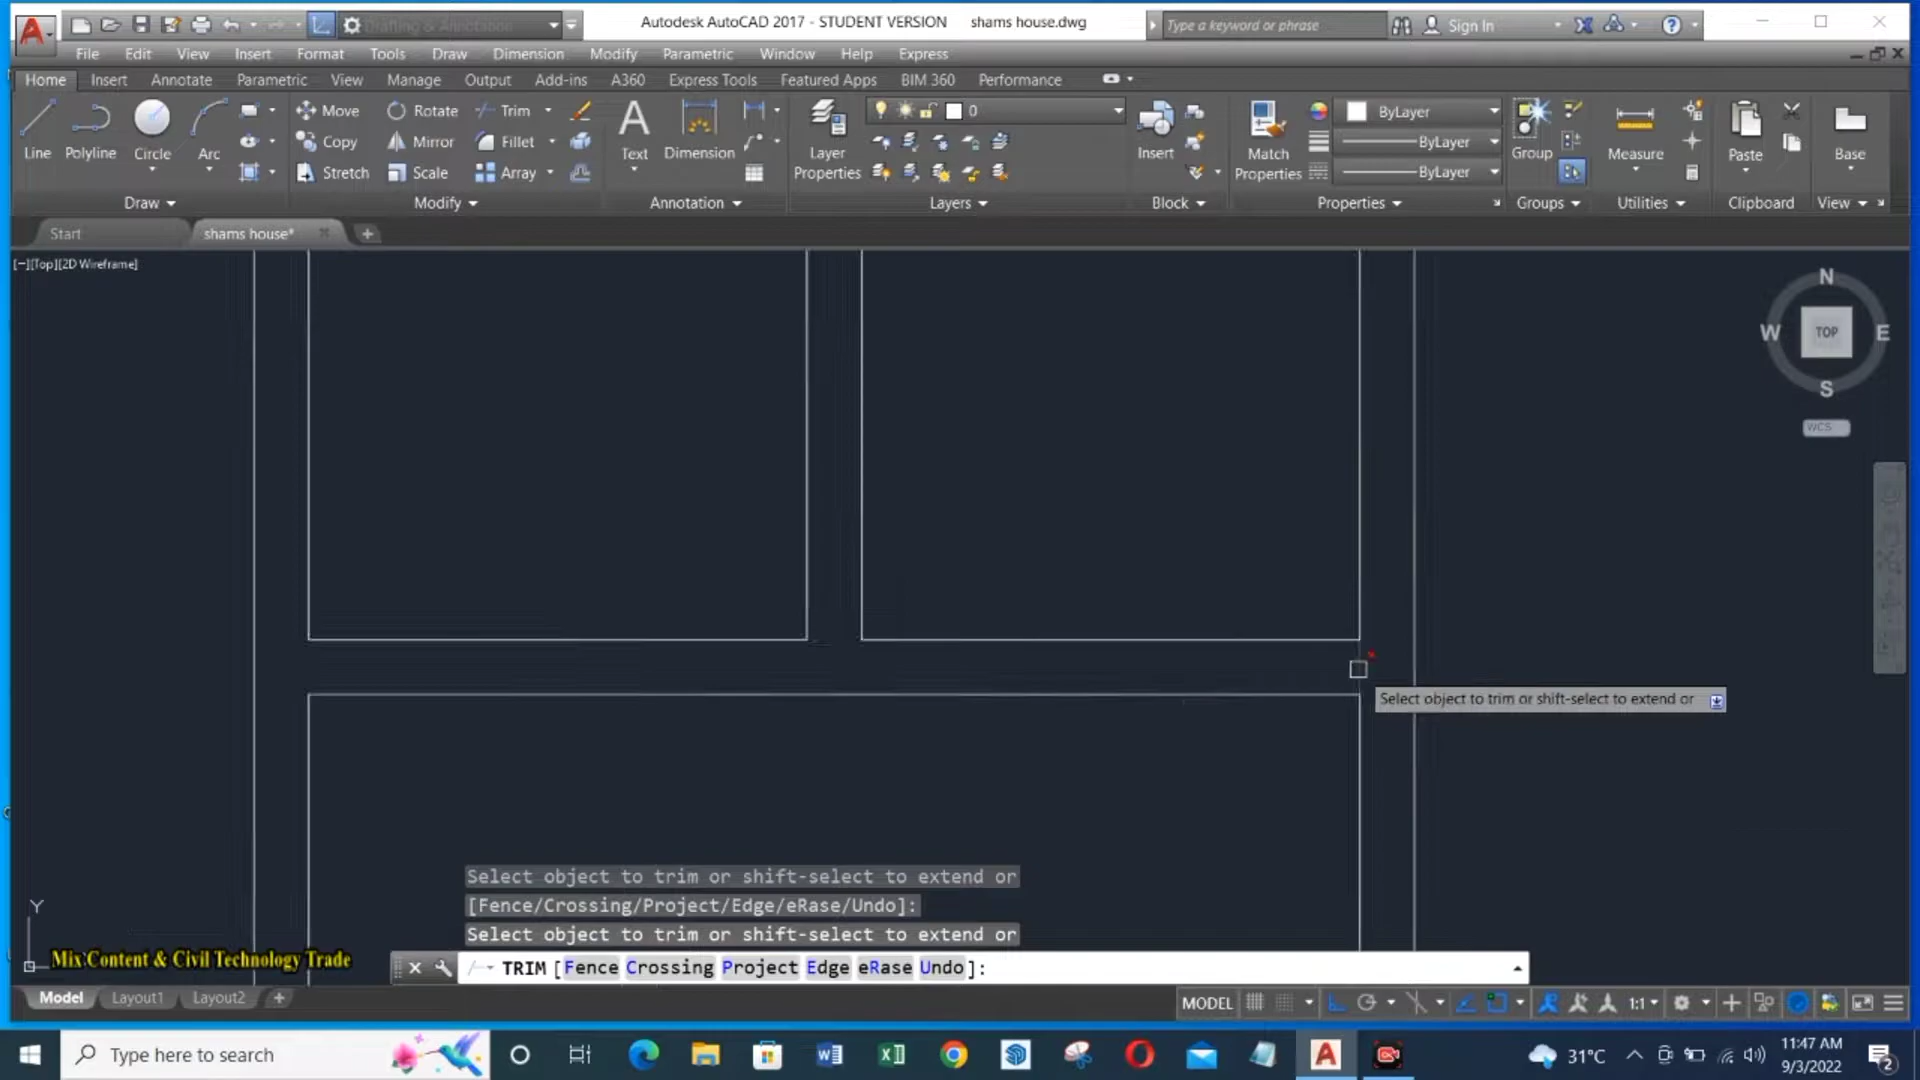 Drafting & Annotation
Autodesk AutoCAD 2017 - STUDENT VERSION shams house.dwg
Type a keyword or phrase
Sign In
File Edit View Insert Format Tools Draw Dimension Modify Parametric Window Help Express
Home Insert Annotate Parametric View Manage Output Add-ins A360 Express Tools Featured Apps BIM 360 Performance
Move Rotate Trim 0 ByLayer
Copy Mirror Fillet ByLayer
Line Polyline Circle Arc Text Dimension Layer Properties Insert Match Properties Group Measure Paste Base
Stretch Scale Array ByLayer
Draw Modify Annotation Layers Block Properties Groups Utilities Clipboard View
Start shams house*
[−][Top][2D Wireframe]
N
W TOP E
S
WCS
Select object to trim or shift-select to extend or
Select object to trim or shift-select to extend or
[Fence/Crossing/Project/Edge/eRase/Undo]:
Select object to trim or shift-select to extend or
Y
Mix Content & Civil Technology Trade
TRIM [Fence Crossing Project Edge eRase Undo]:
Model Layout1 Layout2
MODEL 1:1
Type here to search
31°C
11:47 AM
9/3/2022
2